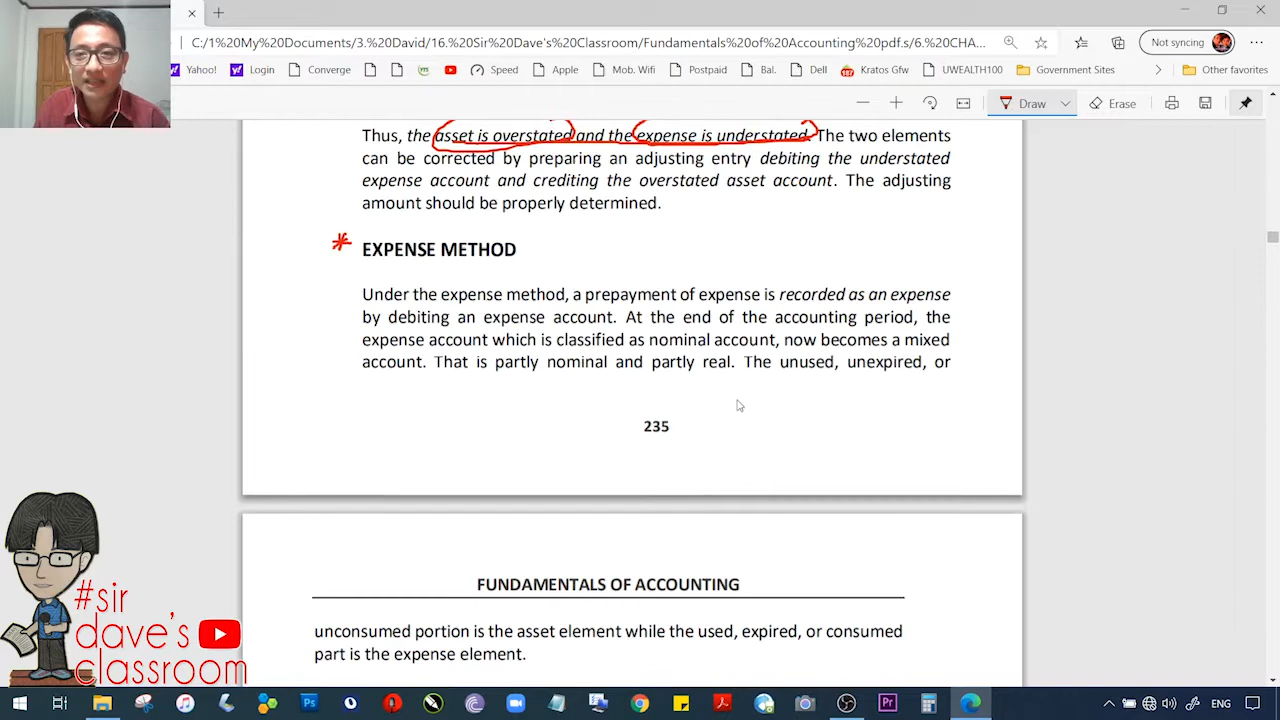 C:/1%20My%20Documents/3.%20David/16.%20Sir%20Dave's%20Classroom/Fundamentals%20of%20Accounting%20pdf.s/6.%20CHA...
Not syncing
Yahoo!
Login
Converge
Speed
Apple
Mob. Wifi
Postpaid
Bal.
Dell
Kratos Gfw
UWEALTH100
Government Sites
Other favorites
Draw
Erase
Thus, the asset is overstated and the expense is understated. The two elements
can be corrected by preparing an adjusting entry debiting the understated
expense account and crediting the overstated asset account. The adjusting
amount should be properly determined.
* EXPENSE METHOD
Under the expense method, a prepayment of expense is recorded as an expense
by debiting an expense account. At the end of the accounting period, the
expense account which is classified as nominal account, now becomes a mixed
account. That is partly nominal and partly real. The unused, unexpired, or
235
FUNDAMENTALS OF ACCOUNTING
unconsumed portion is the asset element while the used, expired, or consumed
part is the expense element.
#sir
dave's
classroom
ENG